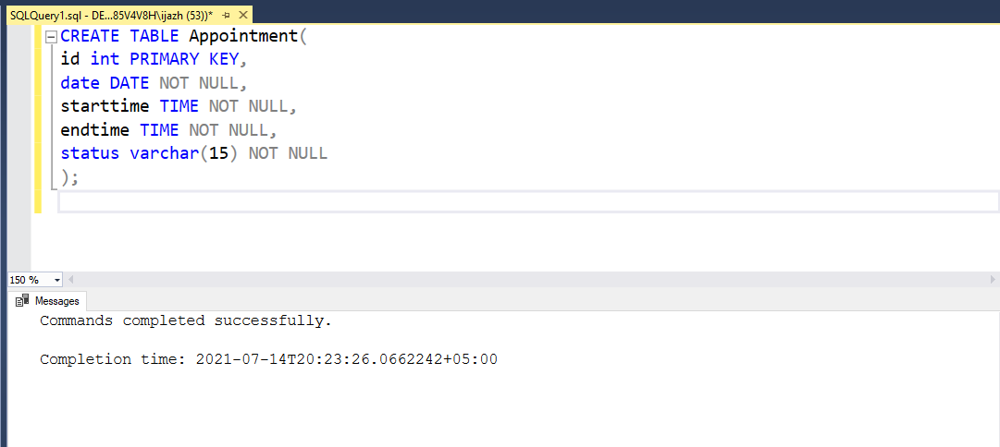 SQLQuery1.sql - DE...85V4V8H\ijazh (53))*
CREATE TABLE Appointment(
id int PRIMARY KEY,
date DATE NOT NULL,
starttime TIME NOT NULL,
endtime TIME NOT NULL,
status varchar(15) NOT NULL
);
150 %
Messages
Commands completed successfully.
Completion time: 2021-07-14T20:23:26.0662242+05:00